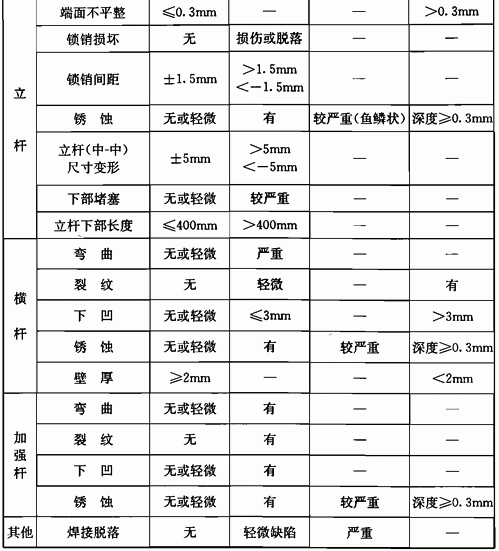 端面不平整 ≤0.3mm — — >0.3mm
锁销损坏 无 损伤或脱落 — —
锁销间距 ±1.5mm >1.5mm <-1.5mm — —
立杆
锈蚀 无或轻微 有 较严重(鱼鳞状) 深度≥0.3mm
立杆(中-中)尺寸变形 ±5mm >5mm <-5mm — —
下部堵塞 无或轻微 较严重
立杆下部长度 ≤400mm >400mm — —
横杆
弯曲 无或轻微 严重 — —
裂纹 无 轻微 有
下凹 无或轻微 ≤3mm — >3mm
锈蚀 无或轻微 有 较严重 深度≥0.3mm
壁厚 ≥2mm — — <2mm
加强杆
弯曲 无或轻微 有 — —
裂纹 无 有 — —
下凹 无或轻微 有 — —
锈蚀 无或轻微 有 较严重 深度≥0.3mm
其他 焊接脱落 无 轻微缺陷 严重 —